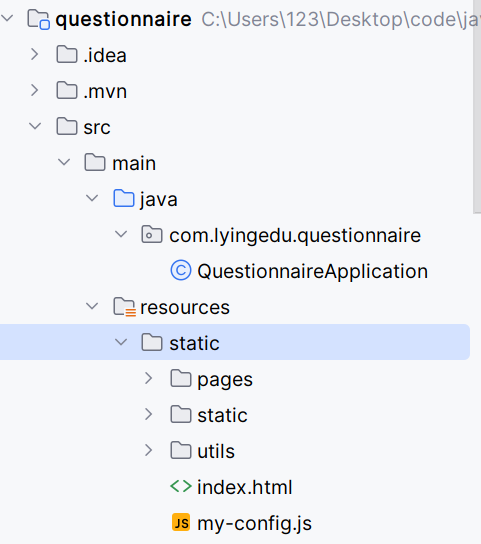 questionnaire C:\Users\123\Desktop\code\ja
.idea
.mvn
src
main
java
com.lyingedu.questionnaire
C QuestionnaireApplication
resources
static
pages
static
utils
<> index.html
JS my-config.js